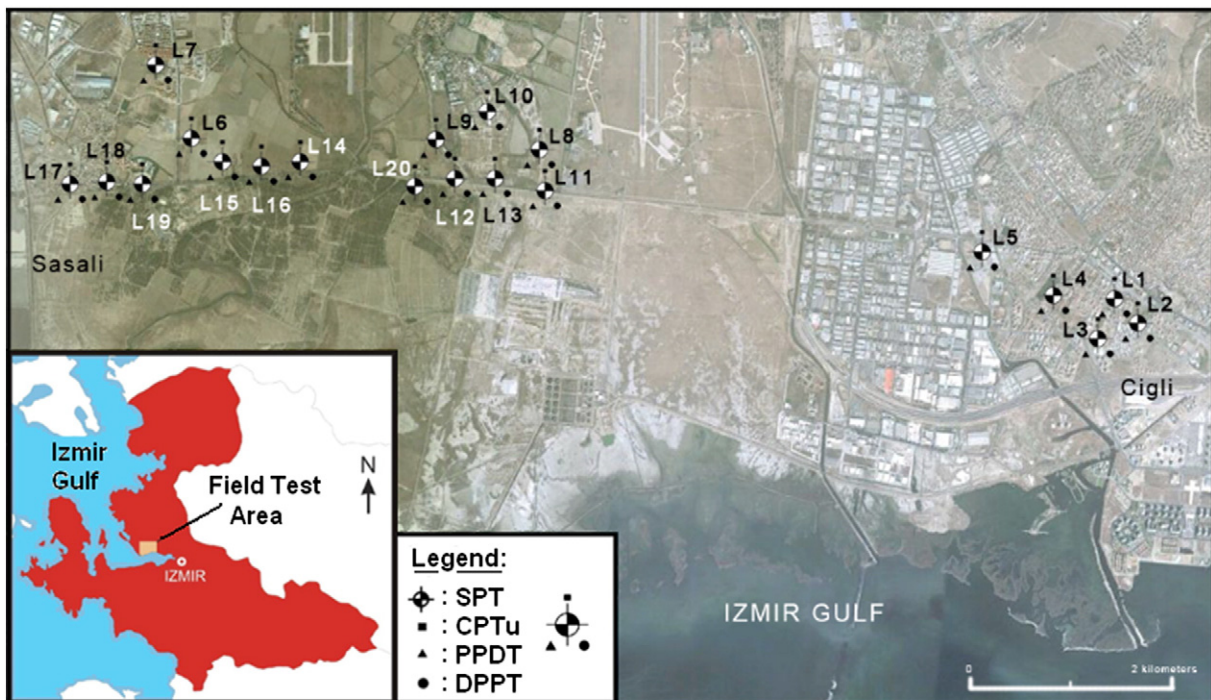 L7
L10
L6
L9
L8
L14
L18
L17
L20
L11
L15
L16
L12
L13
L19
L5
Sasali
L4
L1
L2
L3
Cigli
Izmir
Gulf
N
Field Test
Area
IZMIR
Legend:
: SPT
: CPTu
: PPDT
: DPPT
IZMIR GULF
0
2 kilometers